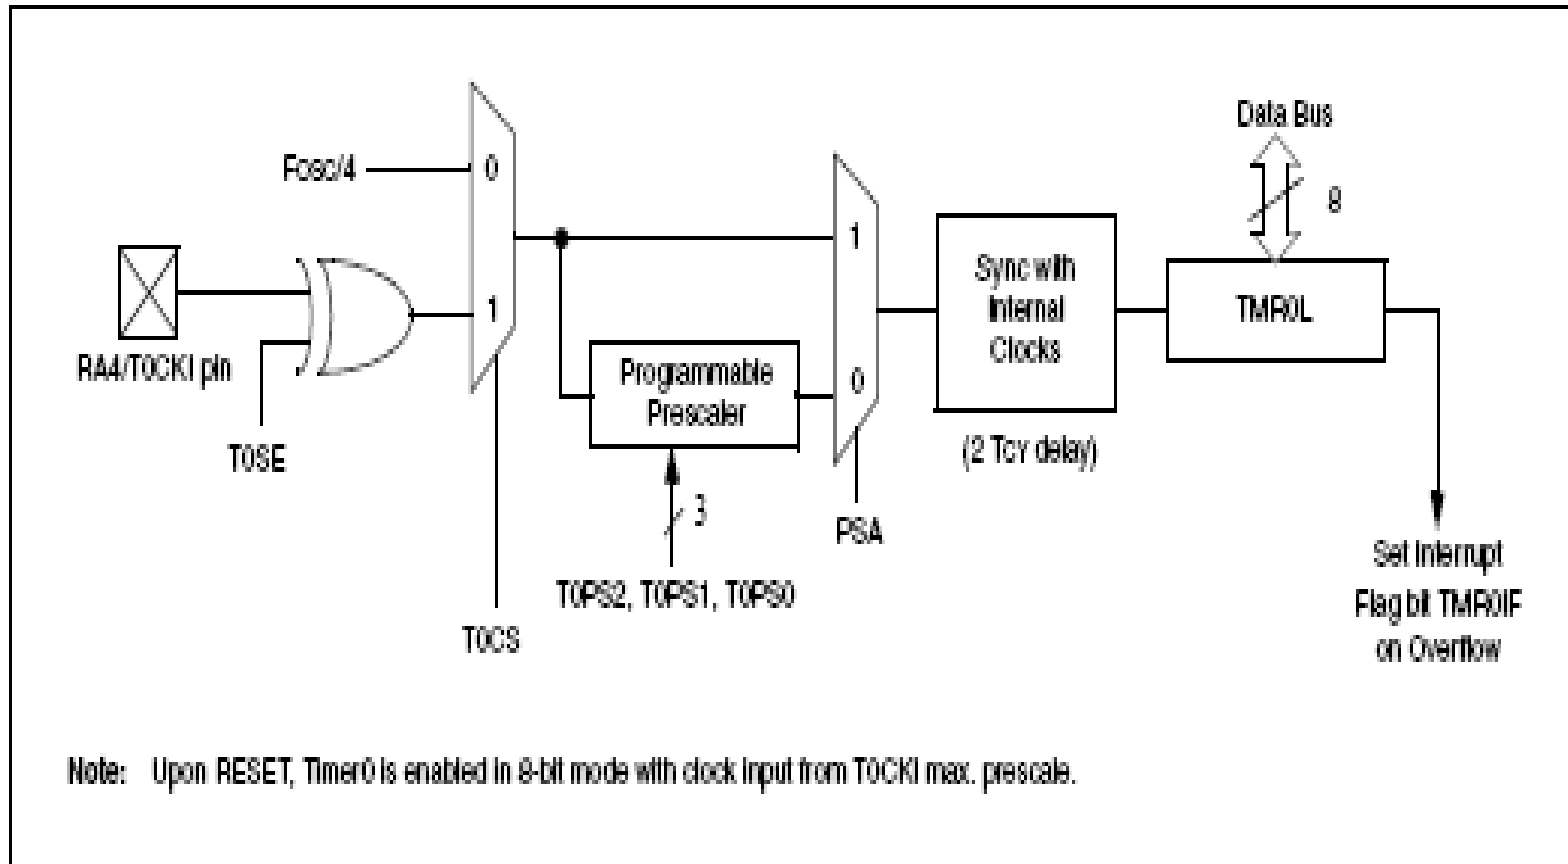 Data Bus
Fosc/4
0
8
1
1
Sync with
Internal
Clocks
TMR0L
RA4/T0CKI pin
1
Programmable
Prescaler
0
T0SE
(2 TCY delay)
3
PSA
T0PS2, T0PS1, T0PS0
T0CS
Set Interrupt
Flag bit TMR0IF
on Overflow
Note: Upon RESET, Timer0 is enabled in 8-bit mode with clock input from T0CKI max. prescale.